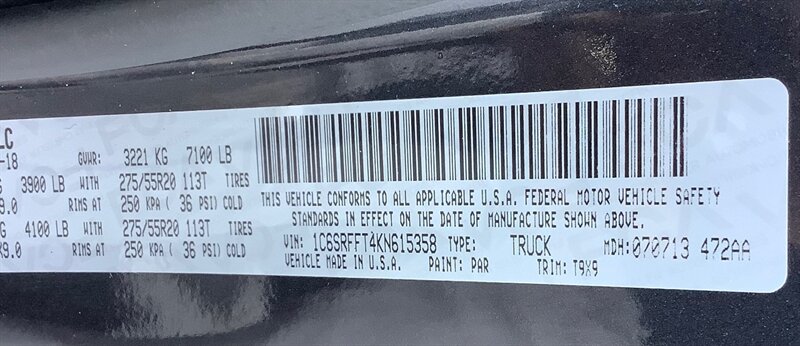 LC
-18 GVWR: 3221 KG 7100 LB
G 3900 LB WITH 275/55R20 113T TIRES
X9.0 RIMS AT 250 KPA ( 36 PSI) COLD
KG 4100 LB WITH 275/55R20 113T TIRES
X9.0 RIMS AT 250 KPA ( 36 PSI) COLD
THIS VEHICLE CONFORMS TO ALL APPLICABLE U.S.A. FEDERAL MOTOR VEHICLE SAFETY
STANDARDS IN EFFECT ON THE DATE OF MANUFACTURE SHOWN ABOVE.
VIN: 1C6SRFFT4KN615358 TYPE: TRUCK MDH:070713 472AA
VEHICLE MADE IN U.S.A. PAINT: PAR TRIM: T9X9